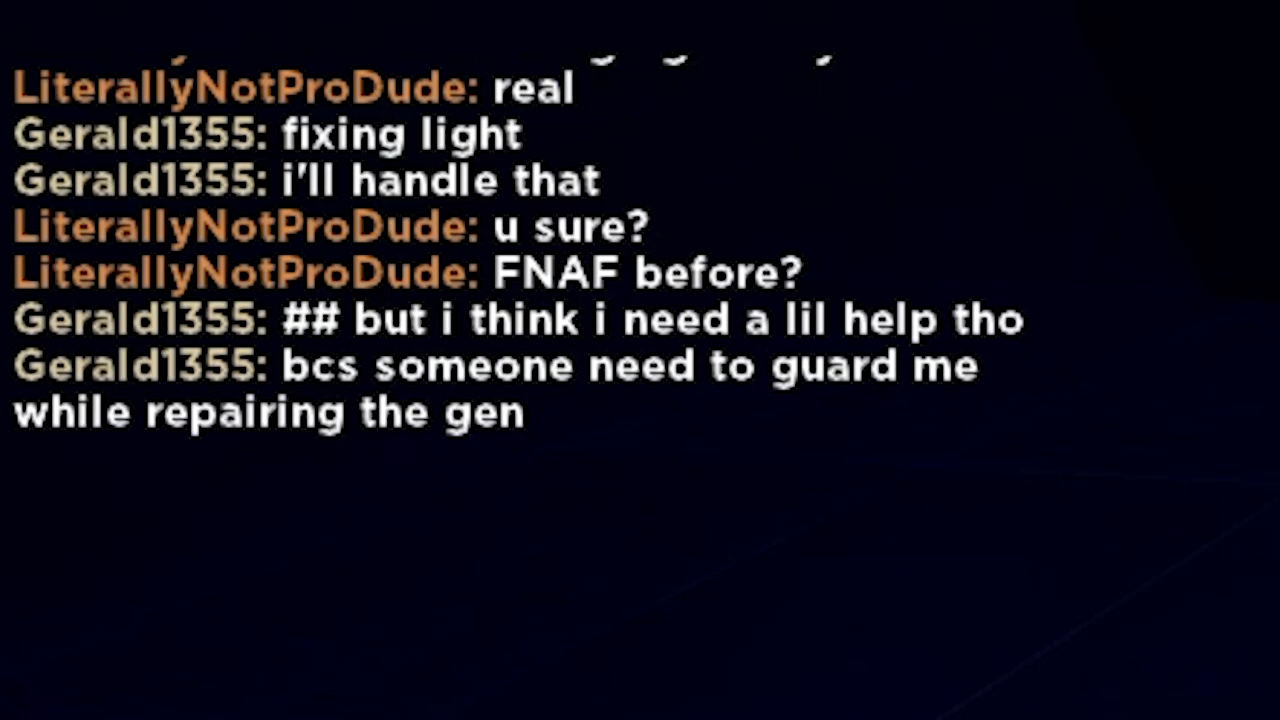 LiterallyNotProDude: real
Gerald1355: fixing light
Gerald1355: i'll handle that
LiterallyNotProDude: u sure?
LiterallyNotProDude: FNAF before?
Gerald1355: ## but i think i need a lil help tho
Gerald1355: bcs someone need to guard me
while repairing the gen